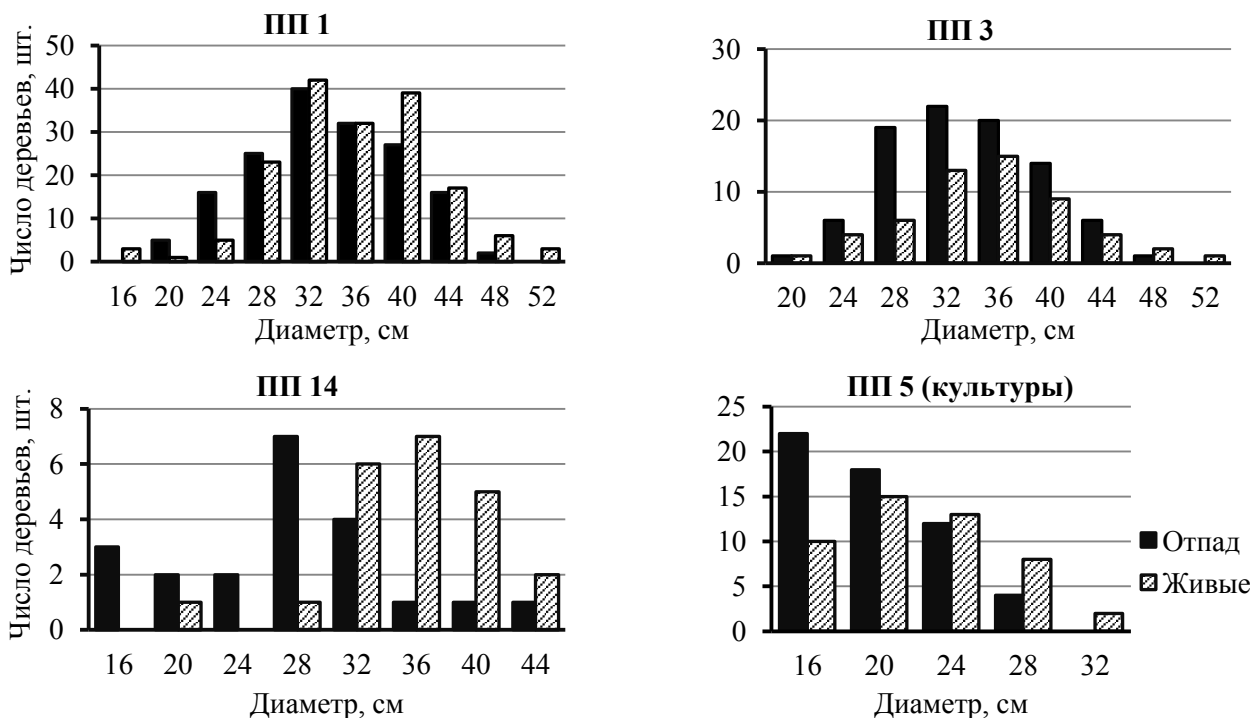 ПП 1
Число деревьев, шт.
50
40
30
20
10
0
16 20 24 28 32 36 40 44 48 52
Диаметр, см
ПП 3
30
20
10
0
20 24 28 32 36 40 44 48 52
Диаметр, см
ПП 14
Число деревьев, шт.
8
6
4
2
0
16 20 24 28 32 36 40 44
Диаметр, см
ПП 5 (культуры)
25
20
15
10
5
0
16 20 24 28 32
Диаметр, см
Отпад
Живые